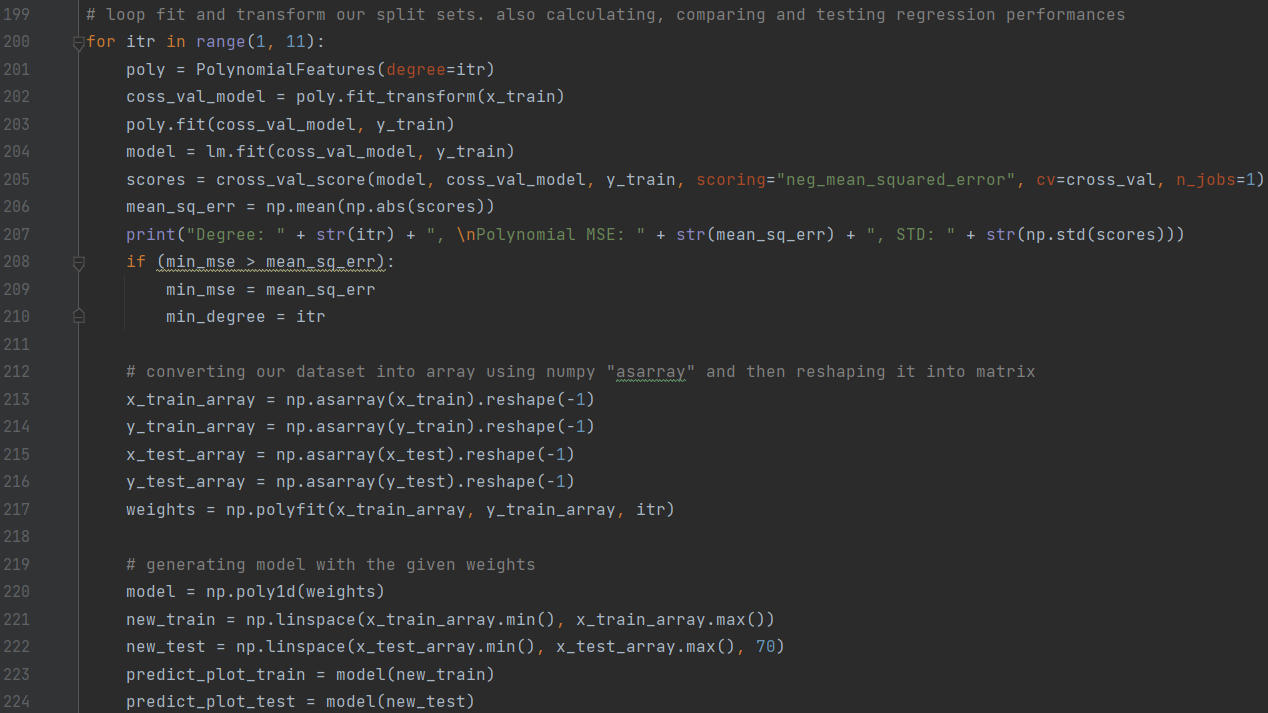 199 # loop fit and transform our split sets. also calculating, comparing and testing regression performances
200 for itr in range(1, 11):
201     poly = PolynomialFeatures(degree=itr)
202     coss_val_model = poly.fit_transform(x_train)
203     poly.fit(coss_val_model, y_train)
204     model = lm.fit(coss_val_model, y_train)
205     scores = cross_val_score(model, coss_val_model, y_train, scoring="neg_mean_squared_error", cv=cross_val, n_jobs=1)
206     mean_sq_err = np.mean(np.abs(scores))
207     print("Degree: " + str(itr) + ", \nPolynomial MSE: " + str(mean_sq_err) + ", STD: " + str(np.std(scores)))
208     if (min_mse > mean_sq_err):
209         min_mse = mean_sq_err
210         min_degree = itr
211
212     # converting our dataset into array using numpy "asarray" and then reshaping it into matrix
213     x_train_array = np.asarray(x_train).reshape(-1)
214     y_train_array = np.asarray(y_train).reshape(-1)
215     x_test_array = np.asarray(x_test).reshape(-1)
216     y_test_array = np.asarray(y_test).reshape(-1)
217     weights = np.polyfit(x_train_array, y_train_array, itr)
218
219     # generating model with the given weights
220     model = np.poly1d(weights)
221     new_train = np.linspace(x_train_array.min(), x_train_array.max())
222     new_test = np.linspace(x_test_array.min(), x_test_array.max(), 70)
223     predict_plot_train = model(new_train)
224     predict_plot_test = model(new_test)